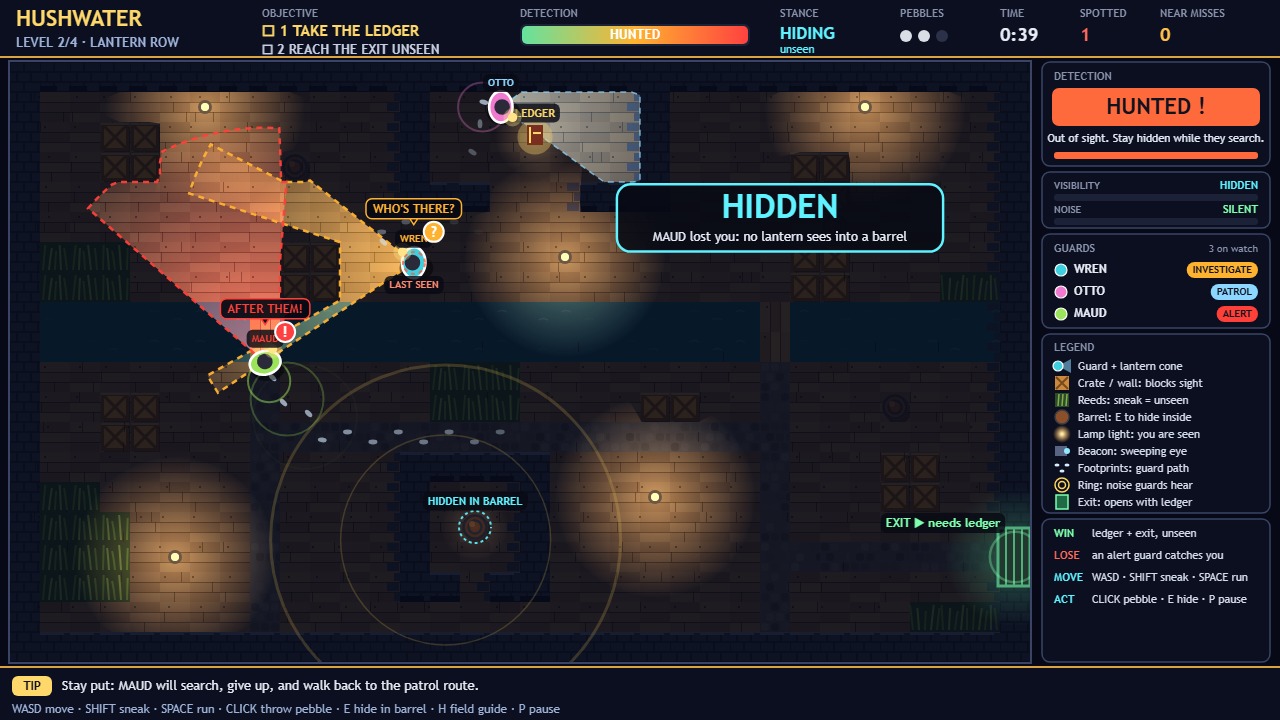 HUSHWATER
LEVEL 2/4 · LANTERN ROW
OBJECTIVE
1 TAKE THE LEDGER
2 REACH THE EXIT UNSEEN
DETECTION
HUNTED
STANCE
HIDING
unseen
PEBBLES
TIME
0:39
SPOTTED
1
NEAR MISSES
0
OTTO
LEDGER
WHO'S THERE?
WREN
?
LAST SEEN
HIDDEN
MAUD lost you: no lantern sees into a barrel
AFTER THEM!
MAUD
!
HIDDEN IN BARREL
EXIT ▶ needs ledger
DETECTION
HUNTED !
Out of sight. Stay hidden while they search.
VISIBILITY
HIDDEN
NOISE
SILENT
GUARDS
3 on watch
WREN
INVESTIGATE
OTTO
PATROL
MAUD
ALERT
LEGEND
Guard + lantern cone
Crate / wall: blocks sight
Reeds: sneak = unseen
Barrel: E to hide inside
Lamp light: you are seen
Beacon: sweeping eye
Footprints: guard path
Ring: noise guards hear
Exit: opens with ledger
WIN ledger + exit, unseen
LOSE an alert guard catches you
MOVE WASD · SHIFT sneak · SPACE run
ACT CLICK pebble · E hide · P pause
TIP Stay put: MAUD will search, give up, and walk back to the patrol route.
WASD move · SHIFT sneak · SPACE run · CLICK throw pebble · E hide in barrel · H field guide · P pause